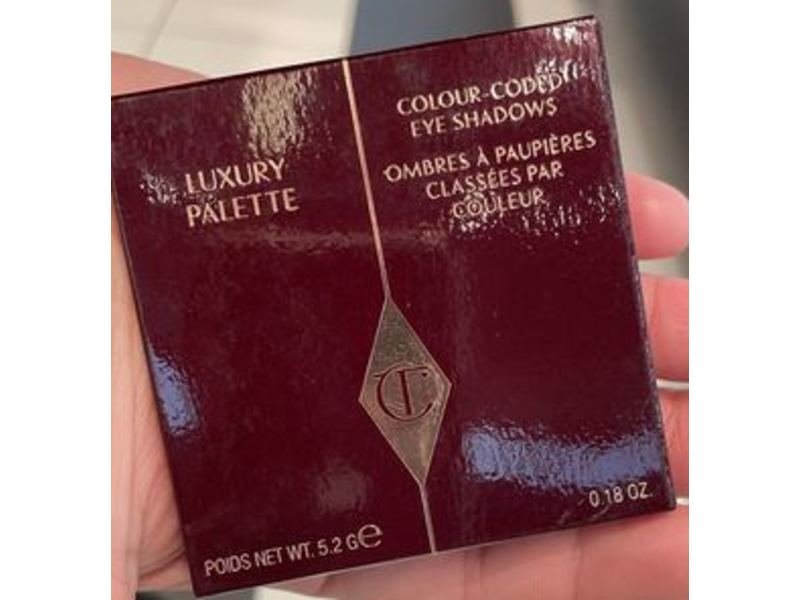 LUXURY
PALETTE
COLOUR-CODED
EYE SHADOWS
OMBRES À PAUPIÈRES
CLASSÉES PAR
COULEUR
CT
POIDS NET WT. 5.2 G℮
0.18 OZ.